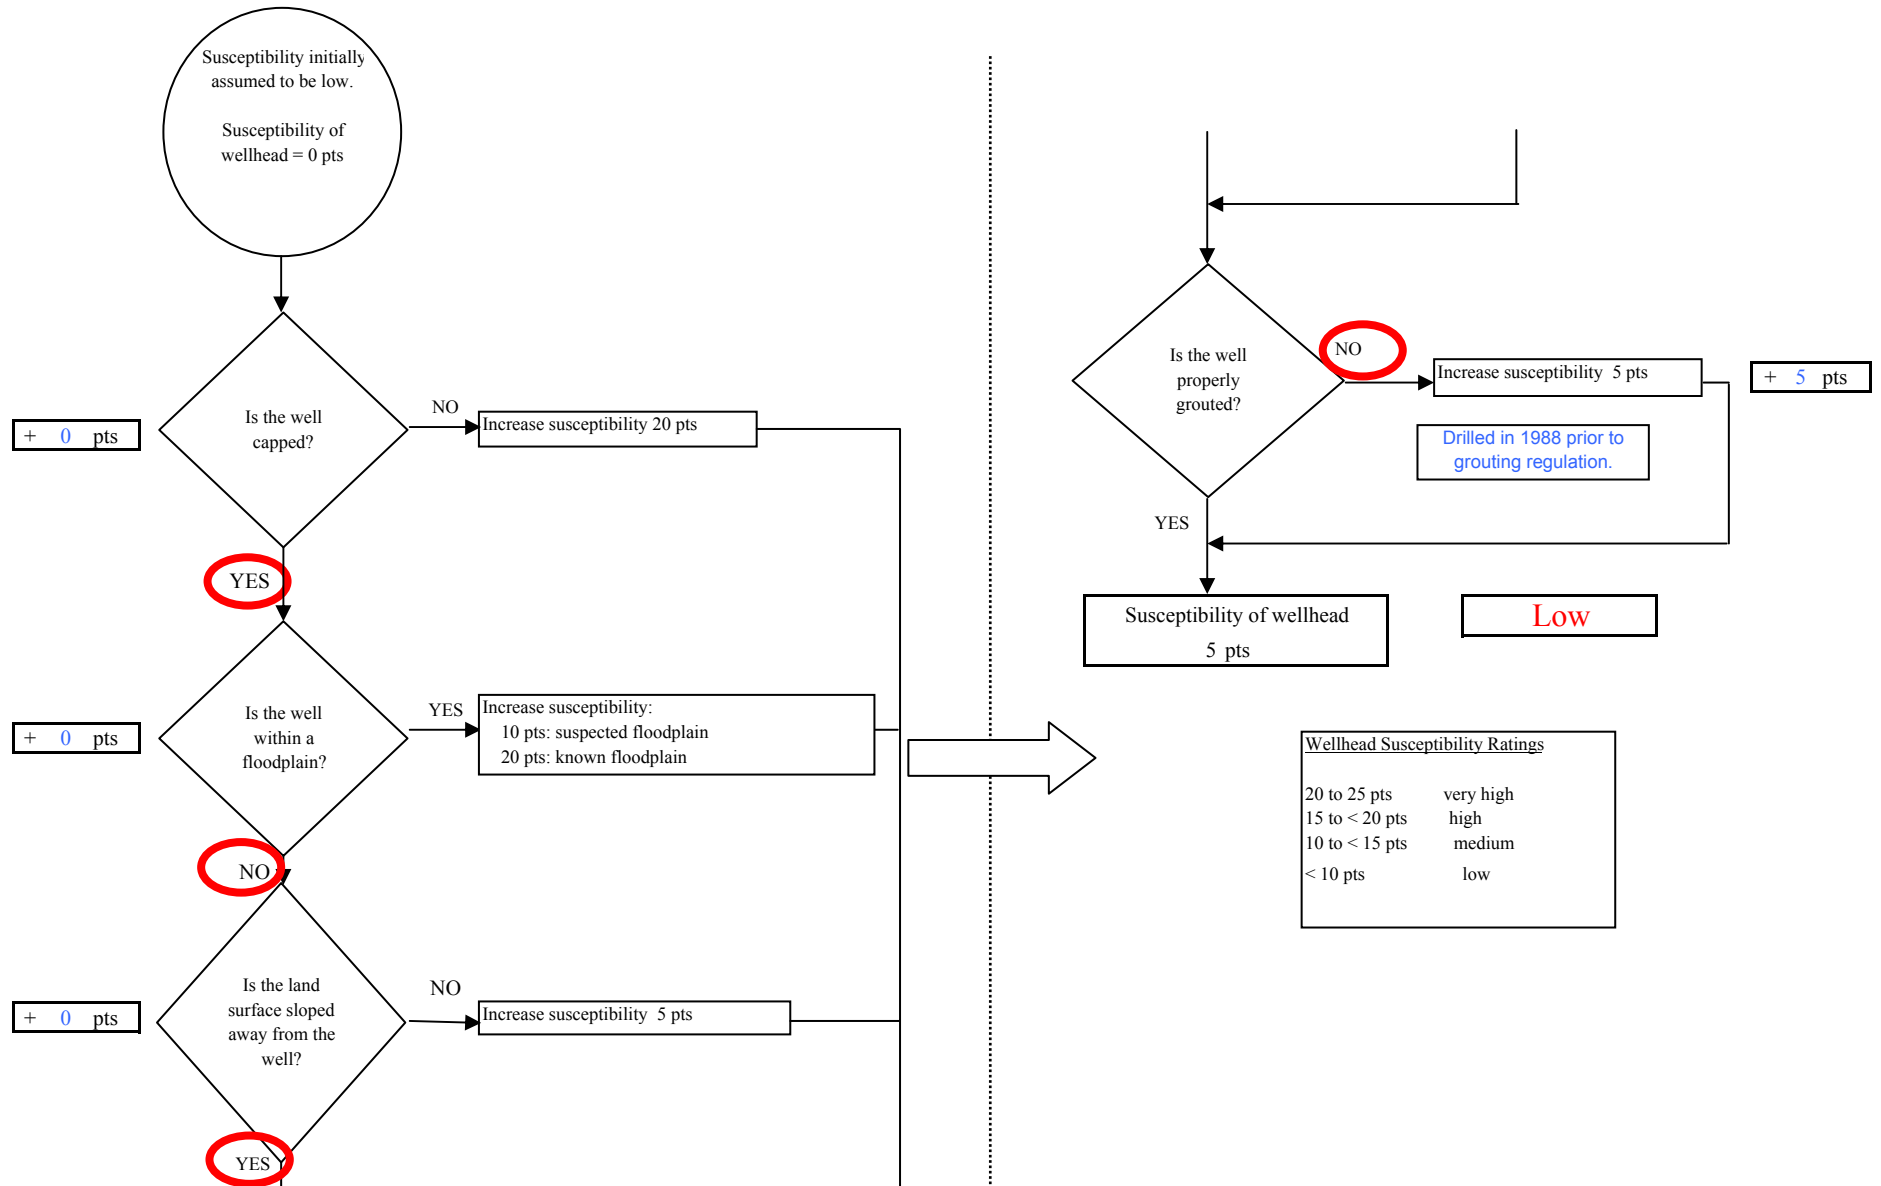 Susceptibility initially
assumed to be low.
Susceptibility of
wellhead = 0 pts
Is the well
capped?
+ 0 pts
NO
Increase susceptibility 20 pts
YES
Is the well
within a
floodplain?
+ 0 pts
YES
Increase susceptibility:
10 pts: suspected floodplain
20 pts: known floodplain
NO
Is the land
surface sloped
away from the
well?
+ 0 pts
NO
Increase susceptibility 5 pts
YES
Is the well
properly
grouted?
NO
Increase susceptibility 5 pts
+ 5 pts
Drilled in 1988 prior to
grouting regulation.
YES
Susceptibility of wellhead
5 pts
Low
Wellhead Susceptibility Ratings
20 to 25 pts very high
15 to < 20 pts high
10 to < 15 pts medium
< 10 pts low